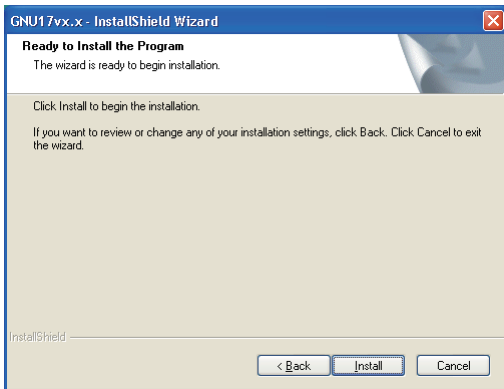 GNU17vx.x - InstallShield Wizard
Ready to Install the Program
The wizard is ready to begin installation.
Click Install to begin the installation.
If you want to review or change any of your installation settings, click Back. Click Cancel to exit
the wizard.
InstallShield
< Back
Install
Cancel